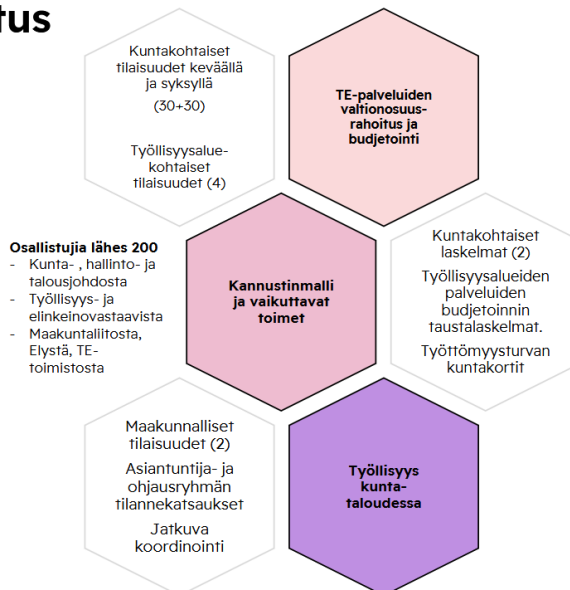 tus
Kuntakohtaiset
tilaisuudet keväällä
ja syksyllä
(30+30)
Työllisyysalue-
kohtaiset
tilaisuudet (4)
TE-palveluiden
valtionosuus-
rahoitus ja
budjetointi
Osallistujia lähes 200
- Kunta- , hallinto- ja
talousjohdosta
- Työllisyys- ja
elinkeinovastaavista
- Maakuntaliitosta,
Elystä, TE-
toimistosta
Kannustinmalli
ja vaikuttavat
toimet
Kuntakohtaiset
laskelmat (2)
Työllisyysalueiden
palveluiden
budjetoinnin
taustalaskelmat.
Työttömyysturvan
kuntakortit
Maakunnalliset
tilaisuudet (2)
Asiantuntija- ja
ohjausryhmän
tilannekatsaukset
Jatkuva
koordinointi
Työllisyys
kunta-
taloudessa